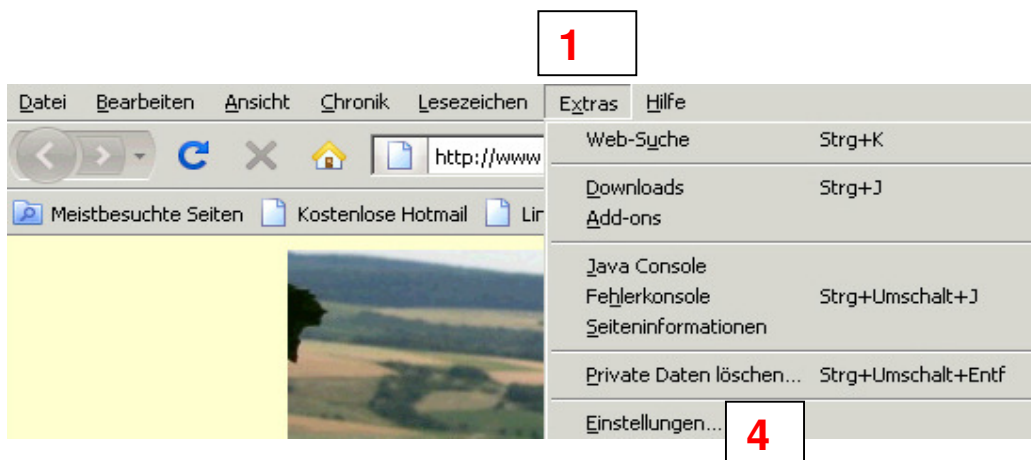 1
Datei Bearbeiten Ansicht Chronik Lesezeichen Extras Hilfe
http://www
Meistbesuchte Seiten Kostenlose Hotmail Lin
Web-Suche Strg+K
Downloads Strg+J
Add-ons
Java Console
Fehlerkonsole Strg+Umschalt+J
Seiteninformationen
Private Daten löschen... Strg+Umschalt+Entf
Einstellungen...
4